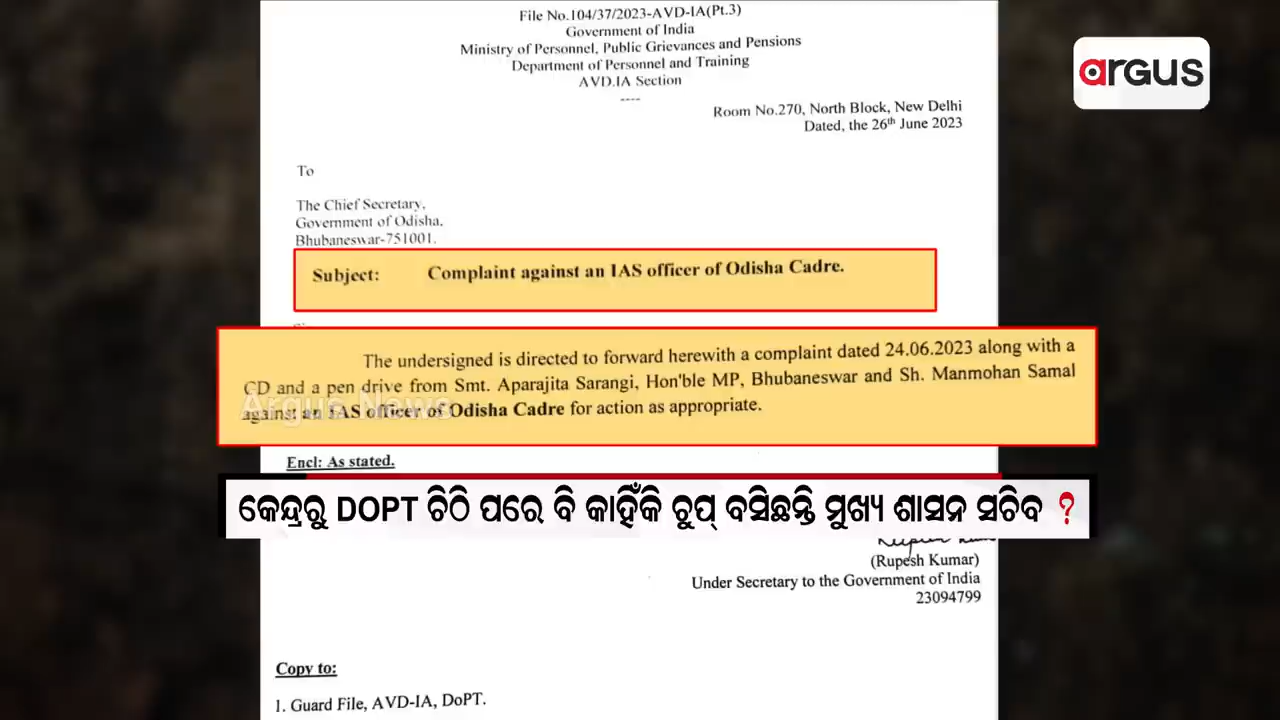 File No.104/37/2023-AVD-IA(Pt.3)
Government of India
Ministry of Personnel, Public Grievances and Pensions
Department of Personnel and Training
AVD.IA Section
----
argus
Room No.270, North Block, New Delhi
Dated, the 26th June 2023
To
The Chief Secretary,
Government of Odisha,
Bhubaneswar-751001.
Subject: Complaint against an IAS officer of Odisha Cadre.
The undersigned is directed to forward herewith a complaint dated 24.06.2023 along with a
CD and a pen drive from Smt. Aparajita Sarangi, Hon'ble MP, Bhubaneswar and Sh. Manmohan Samal
against an IAS officer of Odisha Cadre for action as appropriate.
Argus News
Encl: As stated.
କେନ୍ଦ୍ରରୁ DOPT ଚିଠି ପରେ ବି କାହିଁକି ଚୁପ୍ ବସିଛନ୍ତି ମୁଖ୍ୟ ଶାସନ ସଚିବ ?
(Rupesh Kumar)
Under Secretary to the Government of India
23094799
Copy to:
1. Guard File, AVD-IA, DoPT.